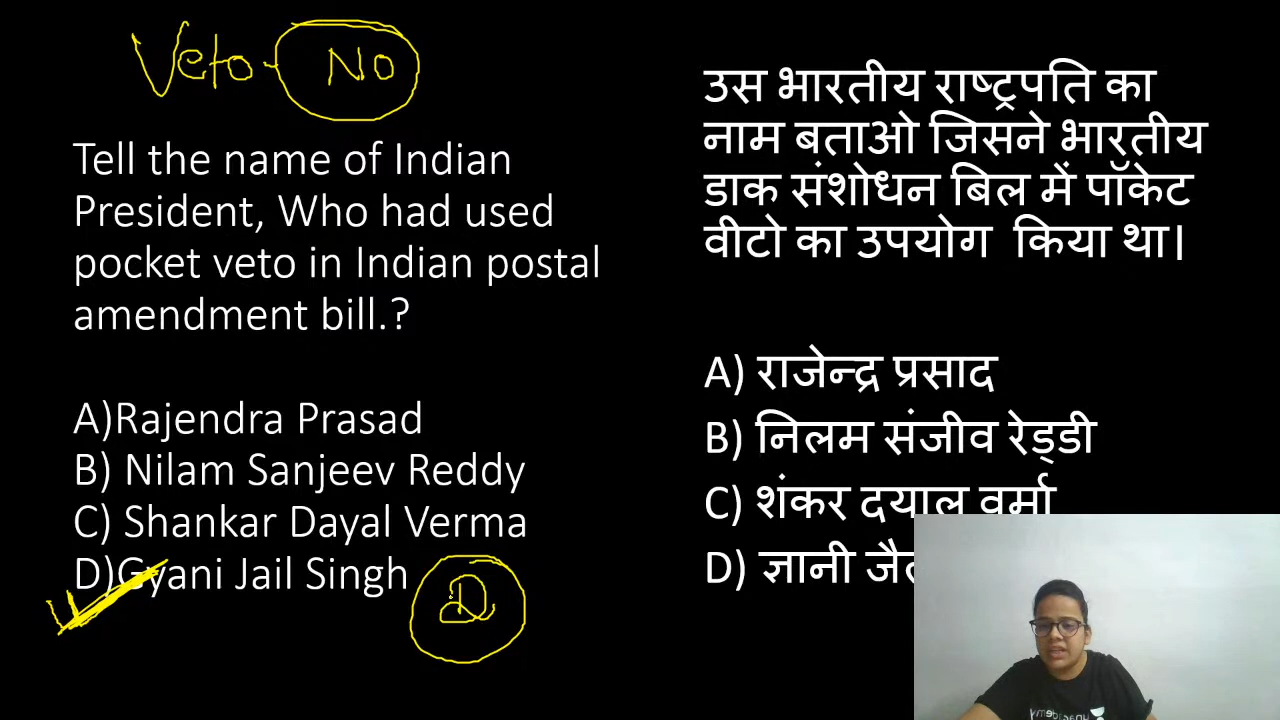 Veto - No
Tell the name of Indian
President, Who had used
pocket veto in Indian postal
amendment bill.?
A)Rajendra Prasad
B) Nilam Sanjeev Reddy
C) Shankar Dayal Verma
D)Gyani Jail Singh
D
उस भारतीय राष्ट्रपति का
नाम बताओ जिसने भारतीय
डाक संशोधन बिल में पॉकेट
वीटो का उपयोग किया था।
A) राजेन्द्र प्रसाद
B) निलम संजीव रेड्डी
C) शंकर दयाल वर्मा
D) ज्ञानी